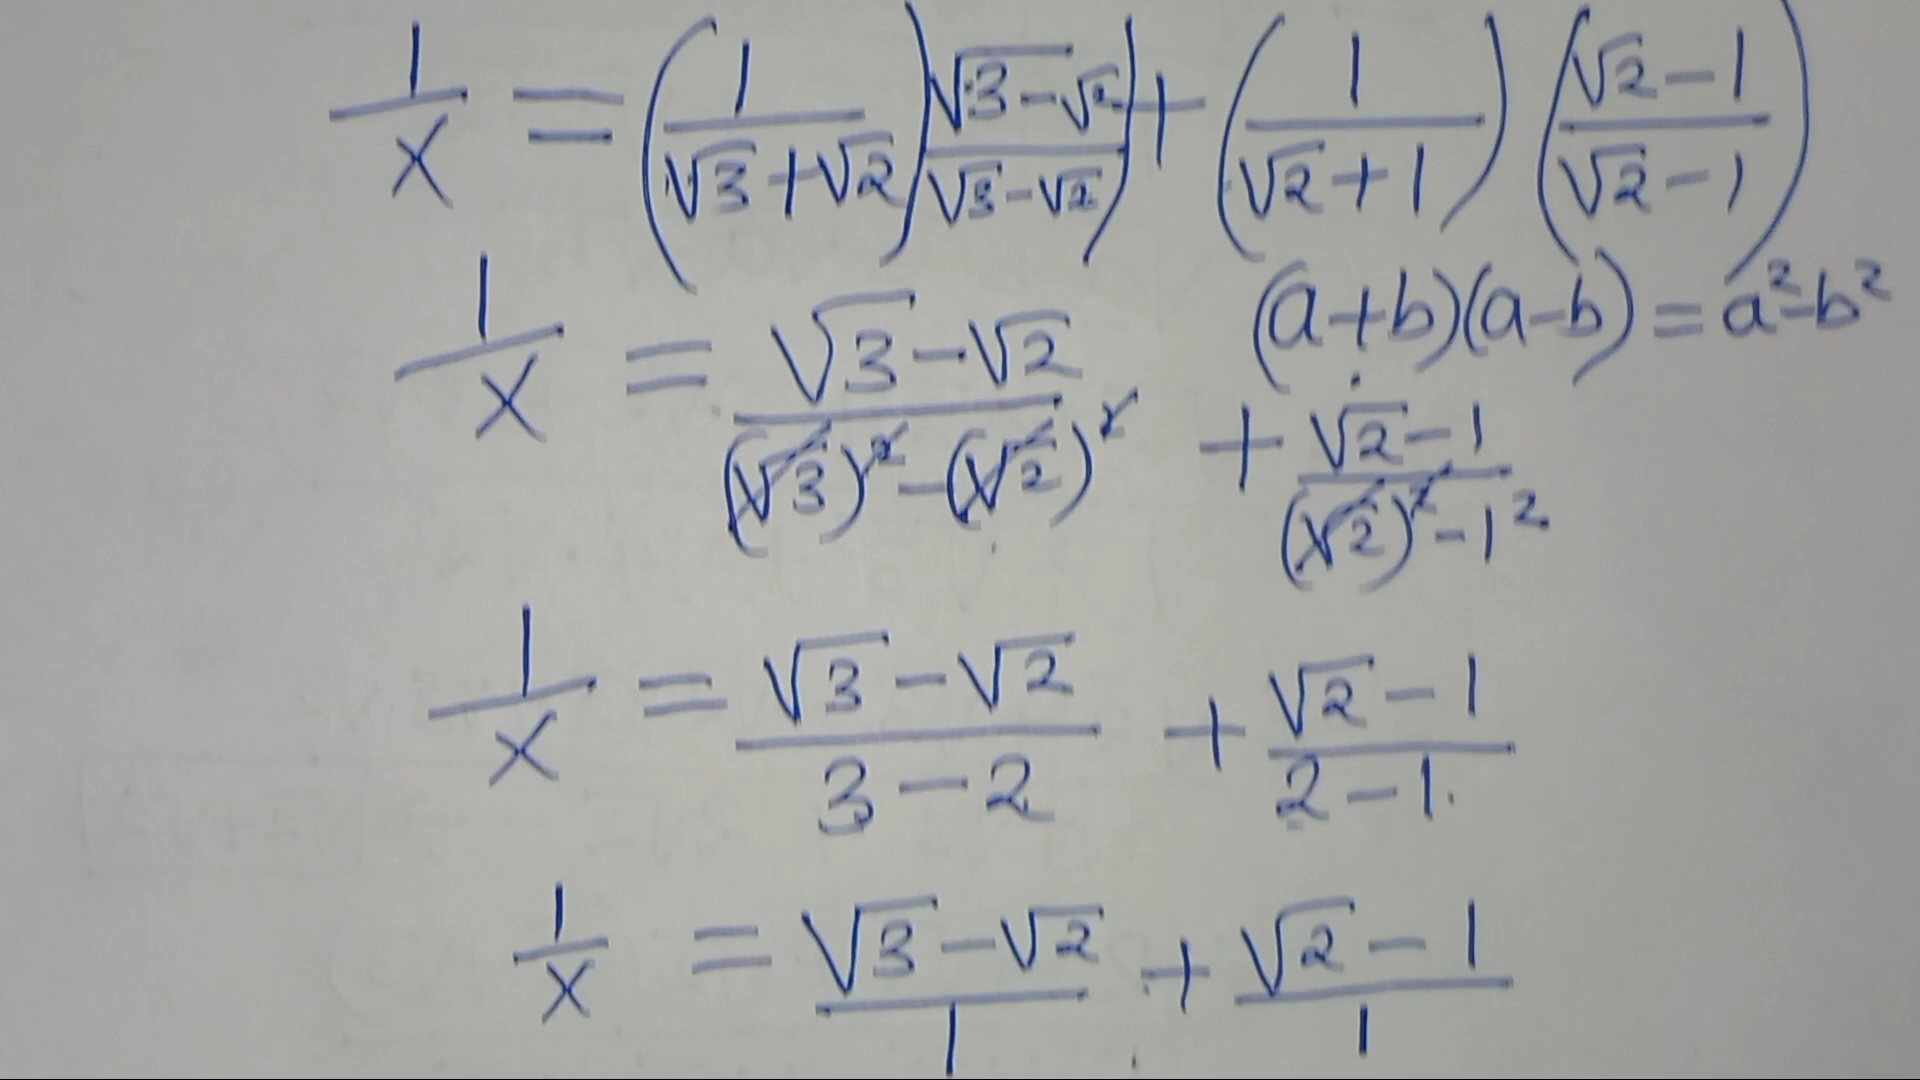 1/x = (1/(√3+√2))((√3-√2)/(√3-√2)) + (1/(√2+1))((√2-1)/(√2-1))
(a+b)(a-b) = a²-b²
1/x = (√3-√2)/((√3)²-(√2)²) + (√2-1)/((√2)²-1²)
1/x = (√3-√2)/(3-2) + (√2-1)/(2-1)
1/x = (√3-√2)/1 + (√2-1)/1